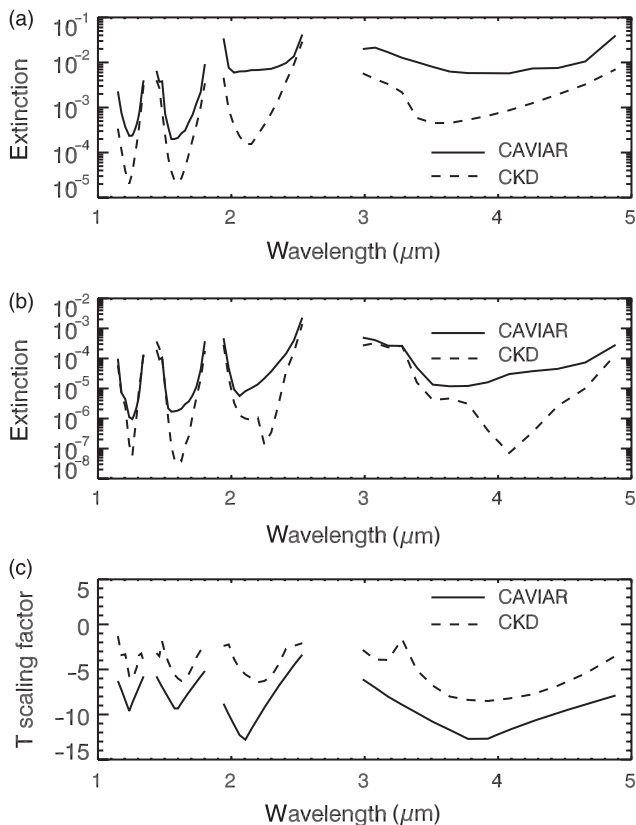 (a)
10⁻¹
10⁻²
10⁻³
10⁻⁴
10⁻⁵
Extinction
CAVIAR
CKD
1 2 3 4 5
Wavelength (μm)
(b)
10⁻²
10⁻³
10⁻⁴
10⁻⁵
10⁻⁶
10⁻⁷
10⁻⁸
Extinction
CAVIAR
CKD
1 2 3 4 5
Wavelength (μm)
(c)
5
0
−5
−10
−15
T scaling factor
CAVIAR
CKD
1 2 3 4 5
Wavelength (μm)